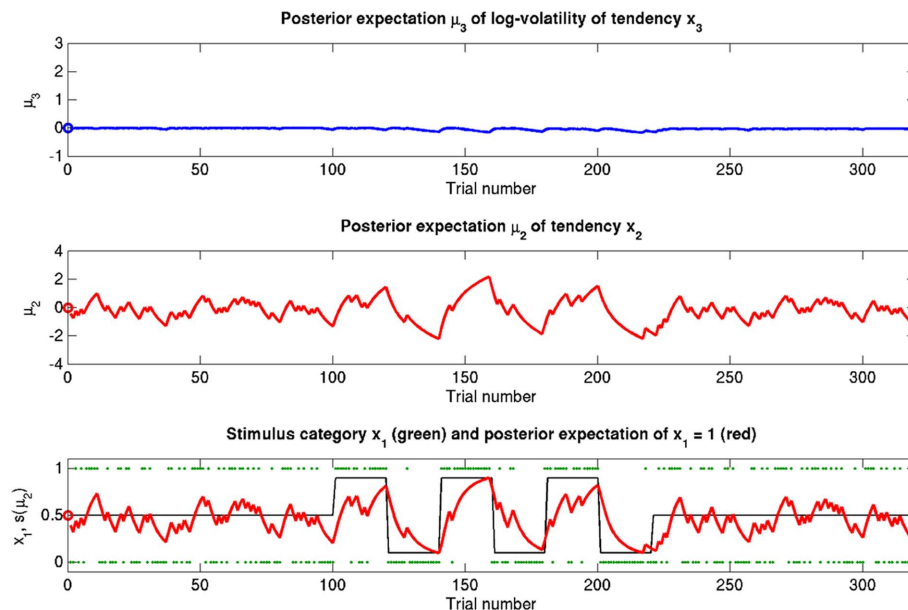 Posterior expectation μ3 of log-volatility of tendency x3
3
2
1
0
-1
μ3
0 50 100 150 200 250 300
Trial number
Posterior expectation μ2 of tendency x2
4
2
0
-2
-4
μ2
0 50 100 150 200 250 300
Trial number
Stimulus category x1 (green) and posterior expectation of x1 = 1 (red)
1
0.5
0
x1, s(μ2)
0 50 100 150 200 250 300
Trial number